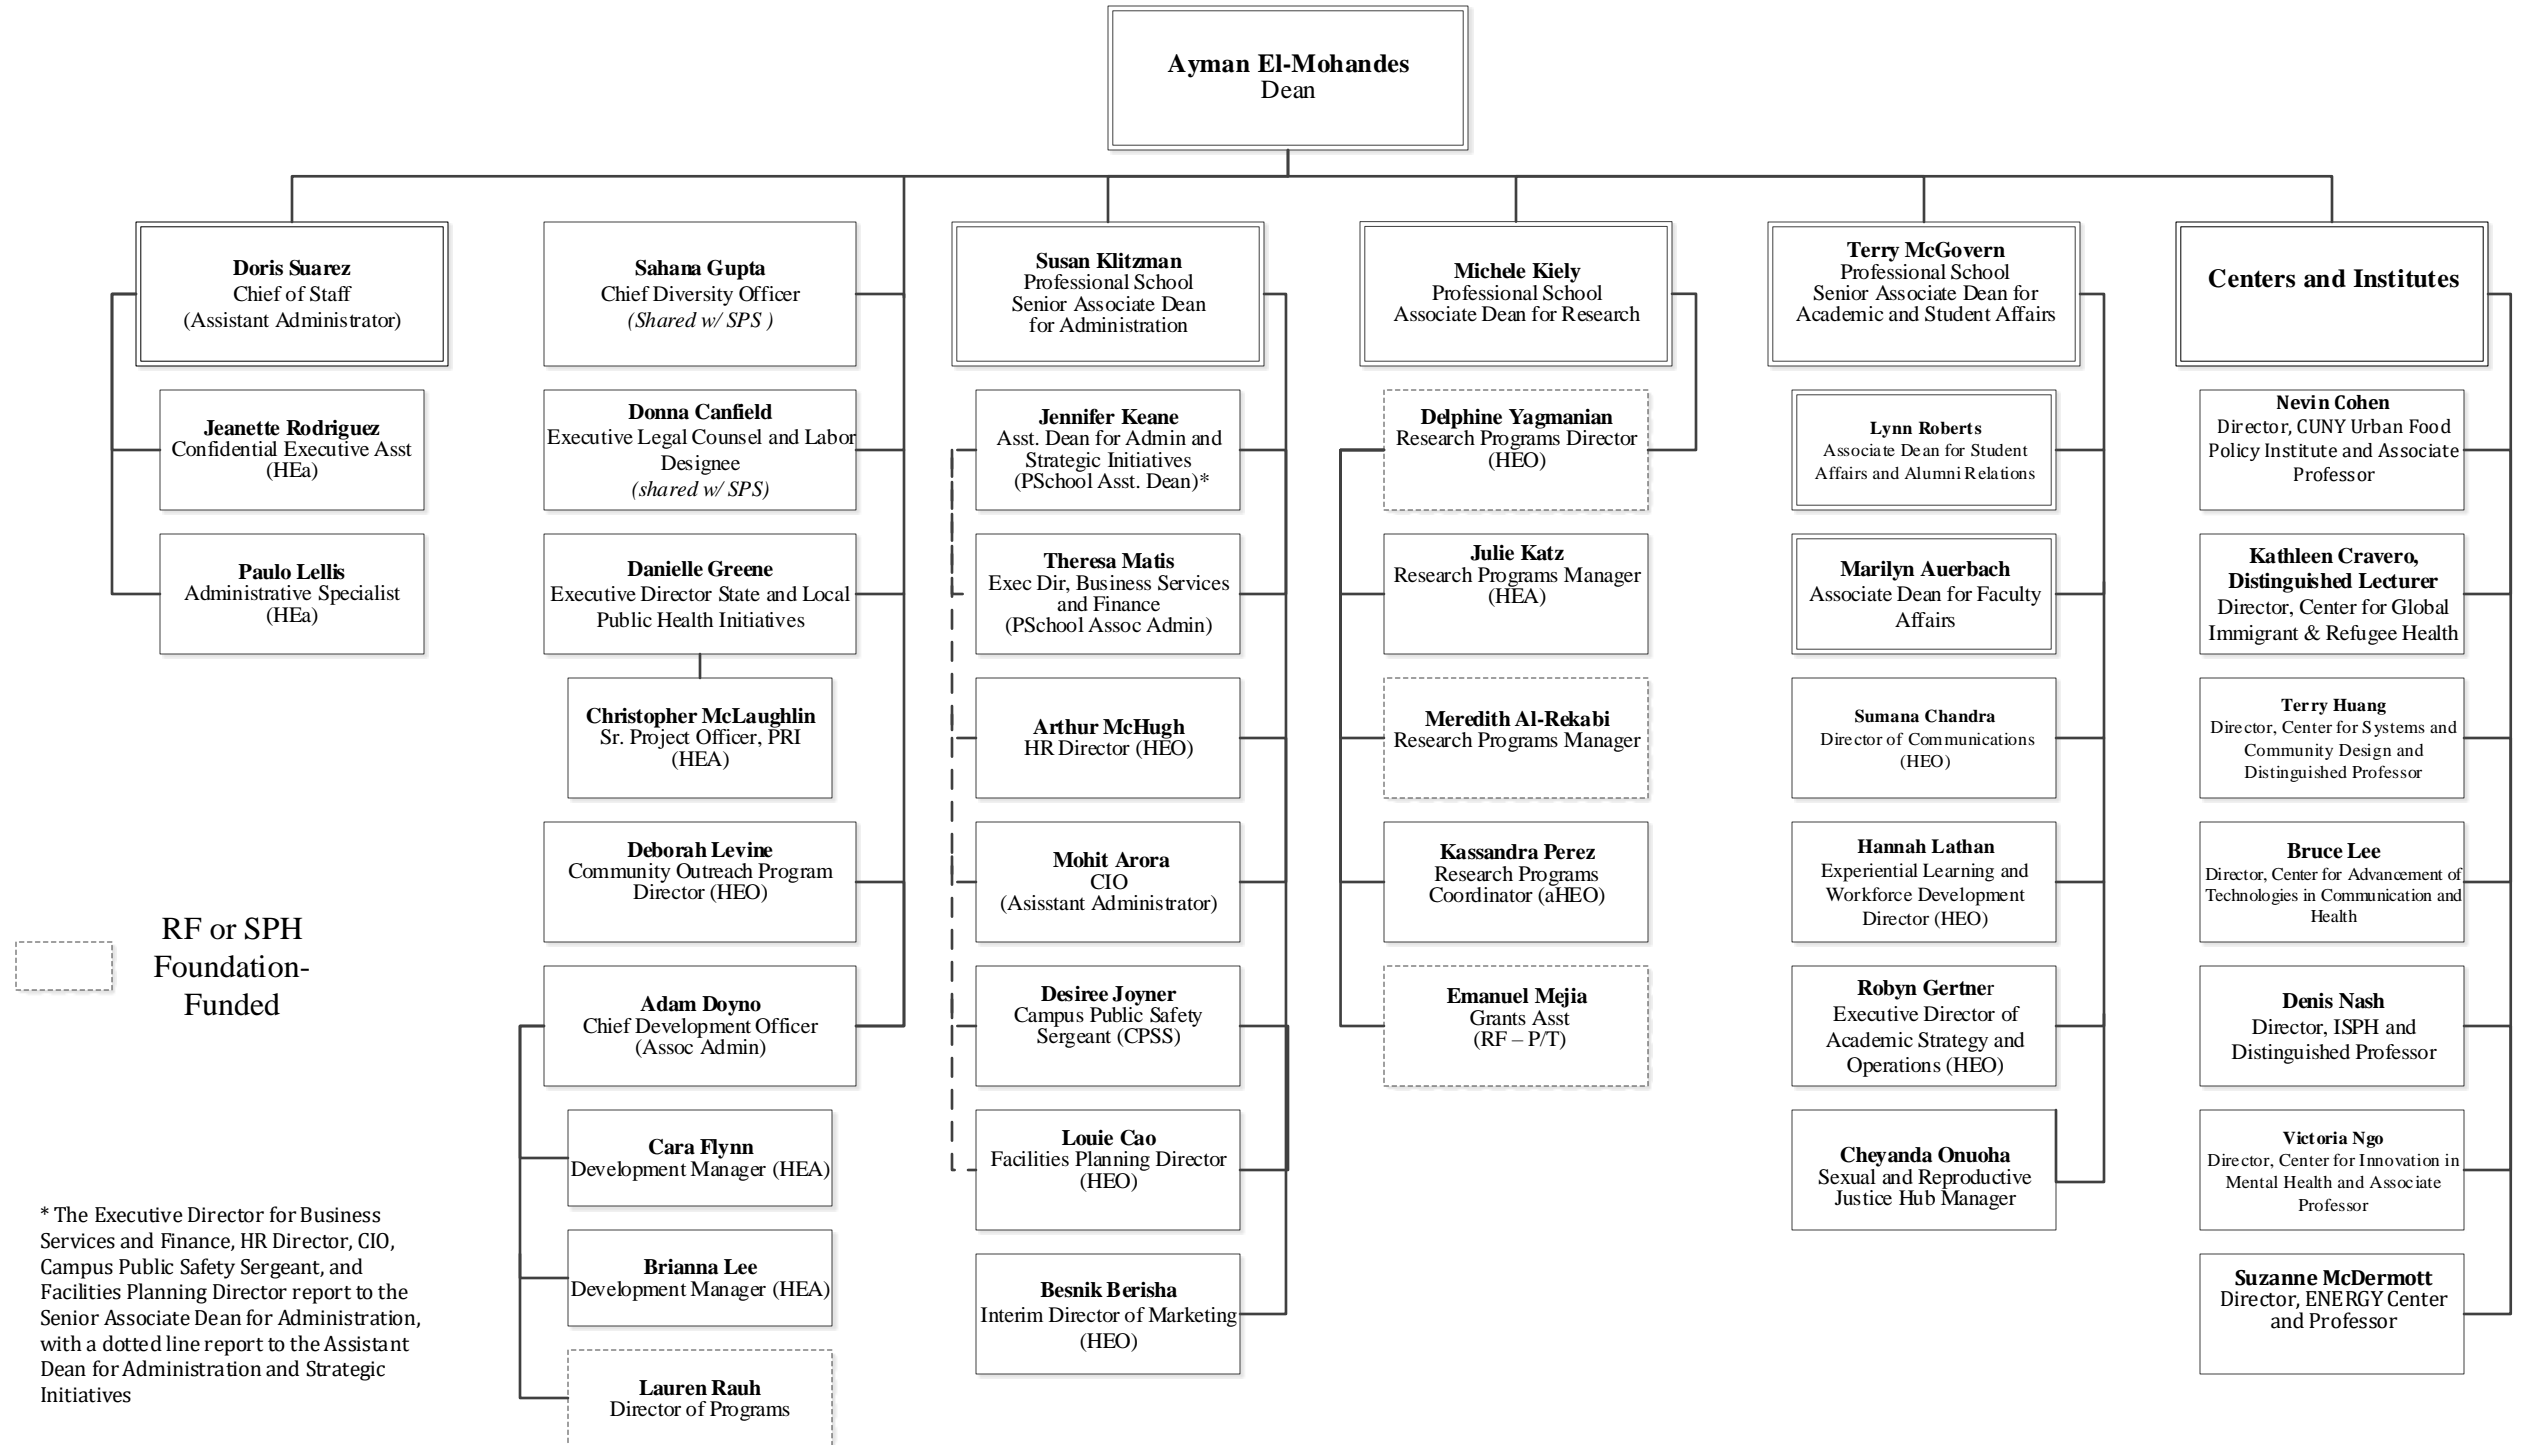 Ayman El-Mohandes
Dean
Doris Suarez
Chief of Staff
(Assistant Administrator)
Jeanette Rodriguez
Confidential Executive Asst
(HEa)
Paulo Lellis
Administrative Specialist
(HEa)
Sahana Gupta
Chief Diversity Officer
(Shared w/ SPS )
Donna Canfield
Executive Legal Counsel and Labor
Designee
(shared w/ SPS)
Danielle Greene
Executive Director State and Local
Public Health Initiatives
Christopher McLaughlin
Sr. Project Officer, PRI
(HEA)
Deborah Levine
Community Outreach Program
Director (HEO)
Adam Doyno
Chief Development Officer
(Assoc Admin)
Cara Flynn
Development Manager (HEA)
Brianna Lee
Development Manager (HEA)
Lauren Rauh
Director of Programs
Susan Klitzman
Professional School
Senior Associate Dean
for Administration
Jennifer Keane
Asst. Dean for Admin and
Strategic Initiatives
(PSchool Asst. Dean)*
Theresa Matis
Exec Dir, Business Services
and Finance
(PSchool Assoc Admin)
Arthur McHugh
HR Director (HEO)
Mohit Arora
CIO
(Asisstant Administrator)
Desiree Joyner
Campus Public Safety
Sergeant (CPSS)
Louie Cao
Facilities Planning Director
(HEO)
Besnik Berisha
Interim Director of Marketing
(HEO)
Michele Kiely
Professional School
Associate Dean for Research
Delphine Yagmanian
Research Programs Director
(HEO)
Julie Katz
Research Programs Manager
(HEA)
Meredith Al-Rekabi
Research Programs Manager
Kassandra Perez
Research Programs
Coordinator (aHEO)
Emanuel Mejia
Grants Asst
(RF – P/T)
Terry McGovern
Professional School
Senior Associate Dean for
Academic and Student Affairs
Lynn Roberts
Associate Dean for Student
Affairs and Alumni Relations
Marilyn Auerbach
Associate Dean for Faculty
Affairs
Sumana Chandra
Director of Communications
(HEO)
Hannah Lathan
Experiential Learning and
Workforce Development
Director (HEO)
Robyn Gertner
Executive Director of
Academic Strategy and
Operations (HEO)
Cheyanda Onuoha
Sexual and Reproductive
Justice Hub Manager
Centers and Institutes
Nevin Cohen
Director, CUNY Urban Food
Policy Institute and Associate
Professor
Kathleen Cravero,
Distinguished Lecturer
Director, Center for Global
Immigrant & Refugee Health
Terry Huang
Director, Center for Systems and
Community Design and
Distinguished Professor
Bruce Lee
Director, Center for Advancement of
Technologies in Communication and
Health
Denis Nash
Director, ISPH and
Distinguished Professor
Victoria Ngo
Director, Center for Innovation in
Mental Health and Associate
Professor
Suzanne McDermott
Director, ENERGY Center
and Professor
RF or SPH
Foundation-
Funded
* The Executive Director for Business
Services and Finance, HR Director, CIO,
Campus Public Safety Sergeant, and
Facilities Planning Director report to the
Senior Associate Dean for Administration,
with a dotted line report to the Assistant
Dean for Administration and Strategic
Initiatives